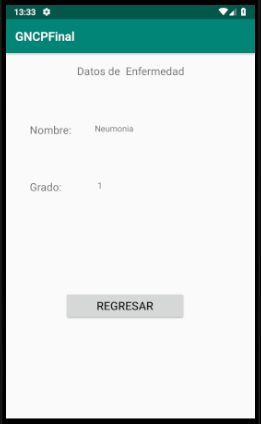 13:33
GNCPFinal
Datos de Enfermedad
Nombre: Neumonia
Grado: 1
REGRESAR